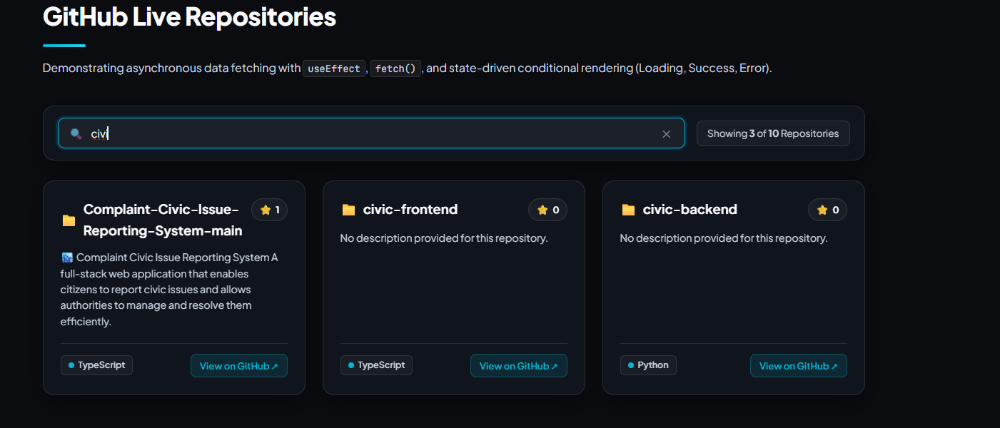 GitHub Live Repositories
Demonstrating asynchronous data fetching with useEffect, fetch(), and state-driven conditional rendering (Loading, Success, Error).
civi
Showing 3 of 10 Repositories
Complaint-Civic-Issue-
Reporting-System-main
1
Complaint Civic Issue Reporting System A
full-stack web application that enables
citizens to report civic issues and allows
authorities to manage and resolve them
efficiently.
TypeScript
View on GitHub ↗
civic-frontend
0
No description provided for this repository.
TypeScript
View on GitHub ↗
civic-backend
0
No description provided for this repository.
Python
View on GitHub ↗